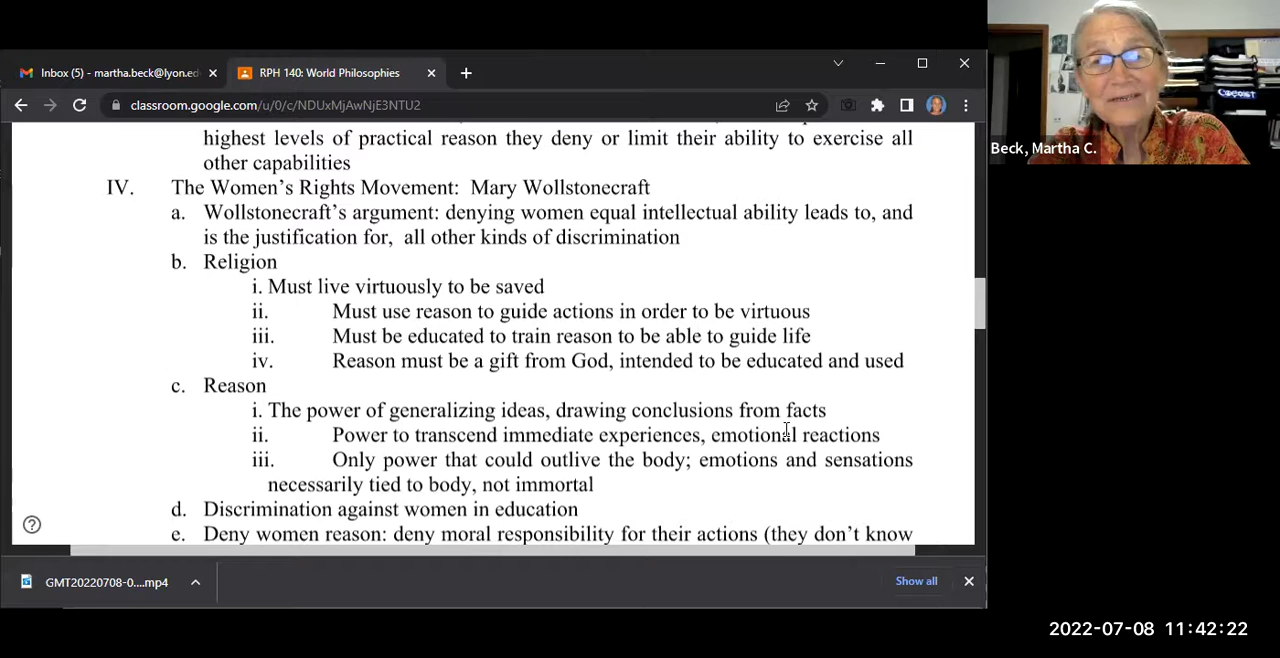 Inbox (5) - martha.beck@lyon.ed
RPH 140: World Philosophies
classroom.google.com/u/0/c/NDUxMjAwNjE3NTU2
highest levels of practical reason they deny or limit their ability to exercise all
other capabilities
IV. The Women's Rights Movement: Mary Wollstonecraft
a. Wollstonecraft's argument: denying women equal intellectual ability leads to, and
is the justification for, all other kinds of discrimination
b. Religion
i. Must live virtuously to be saved
ii. Must use reason to guide actions in order to be virtuous
iii. Must be educated to train reason to be able to guide life
iv. Reason must be a gift from God, intended to be educated and used
c. Reason
i. The power of generalizing ideas, drawing conclusions from facts
ii. Power to transcend immediate experiences, emotional reactions
iii. Only power that could outlive the body; emotions and sensations
necessarily tied to body, not immortal
d. Discrimination against women in education
e. Deny women reason: deny moral responsibility for their actions (they don't know
GMT20220708-0....mp4
Show all
Beck, Martha C.
2022-07-08 11:42:22